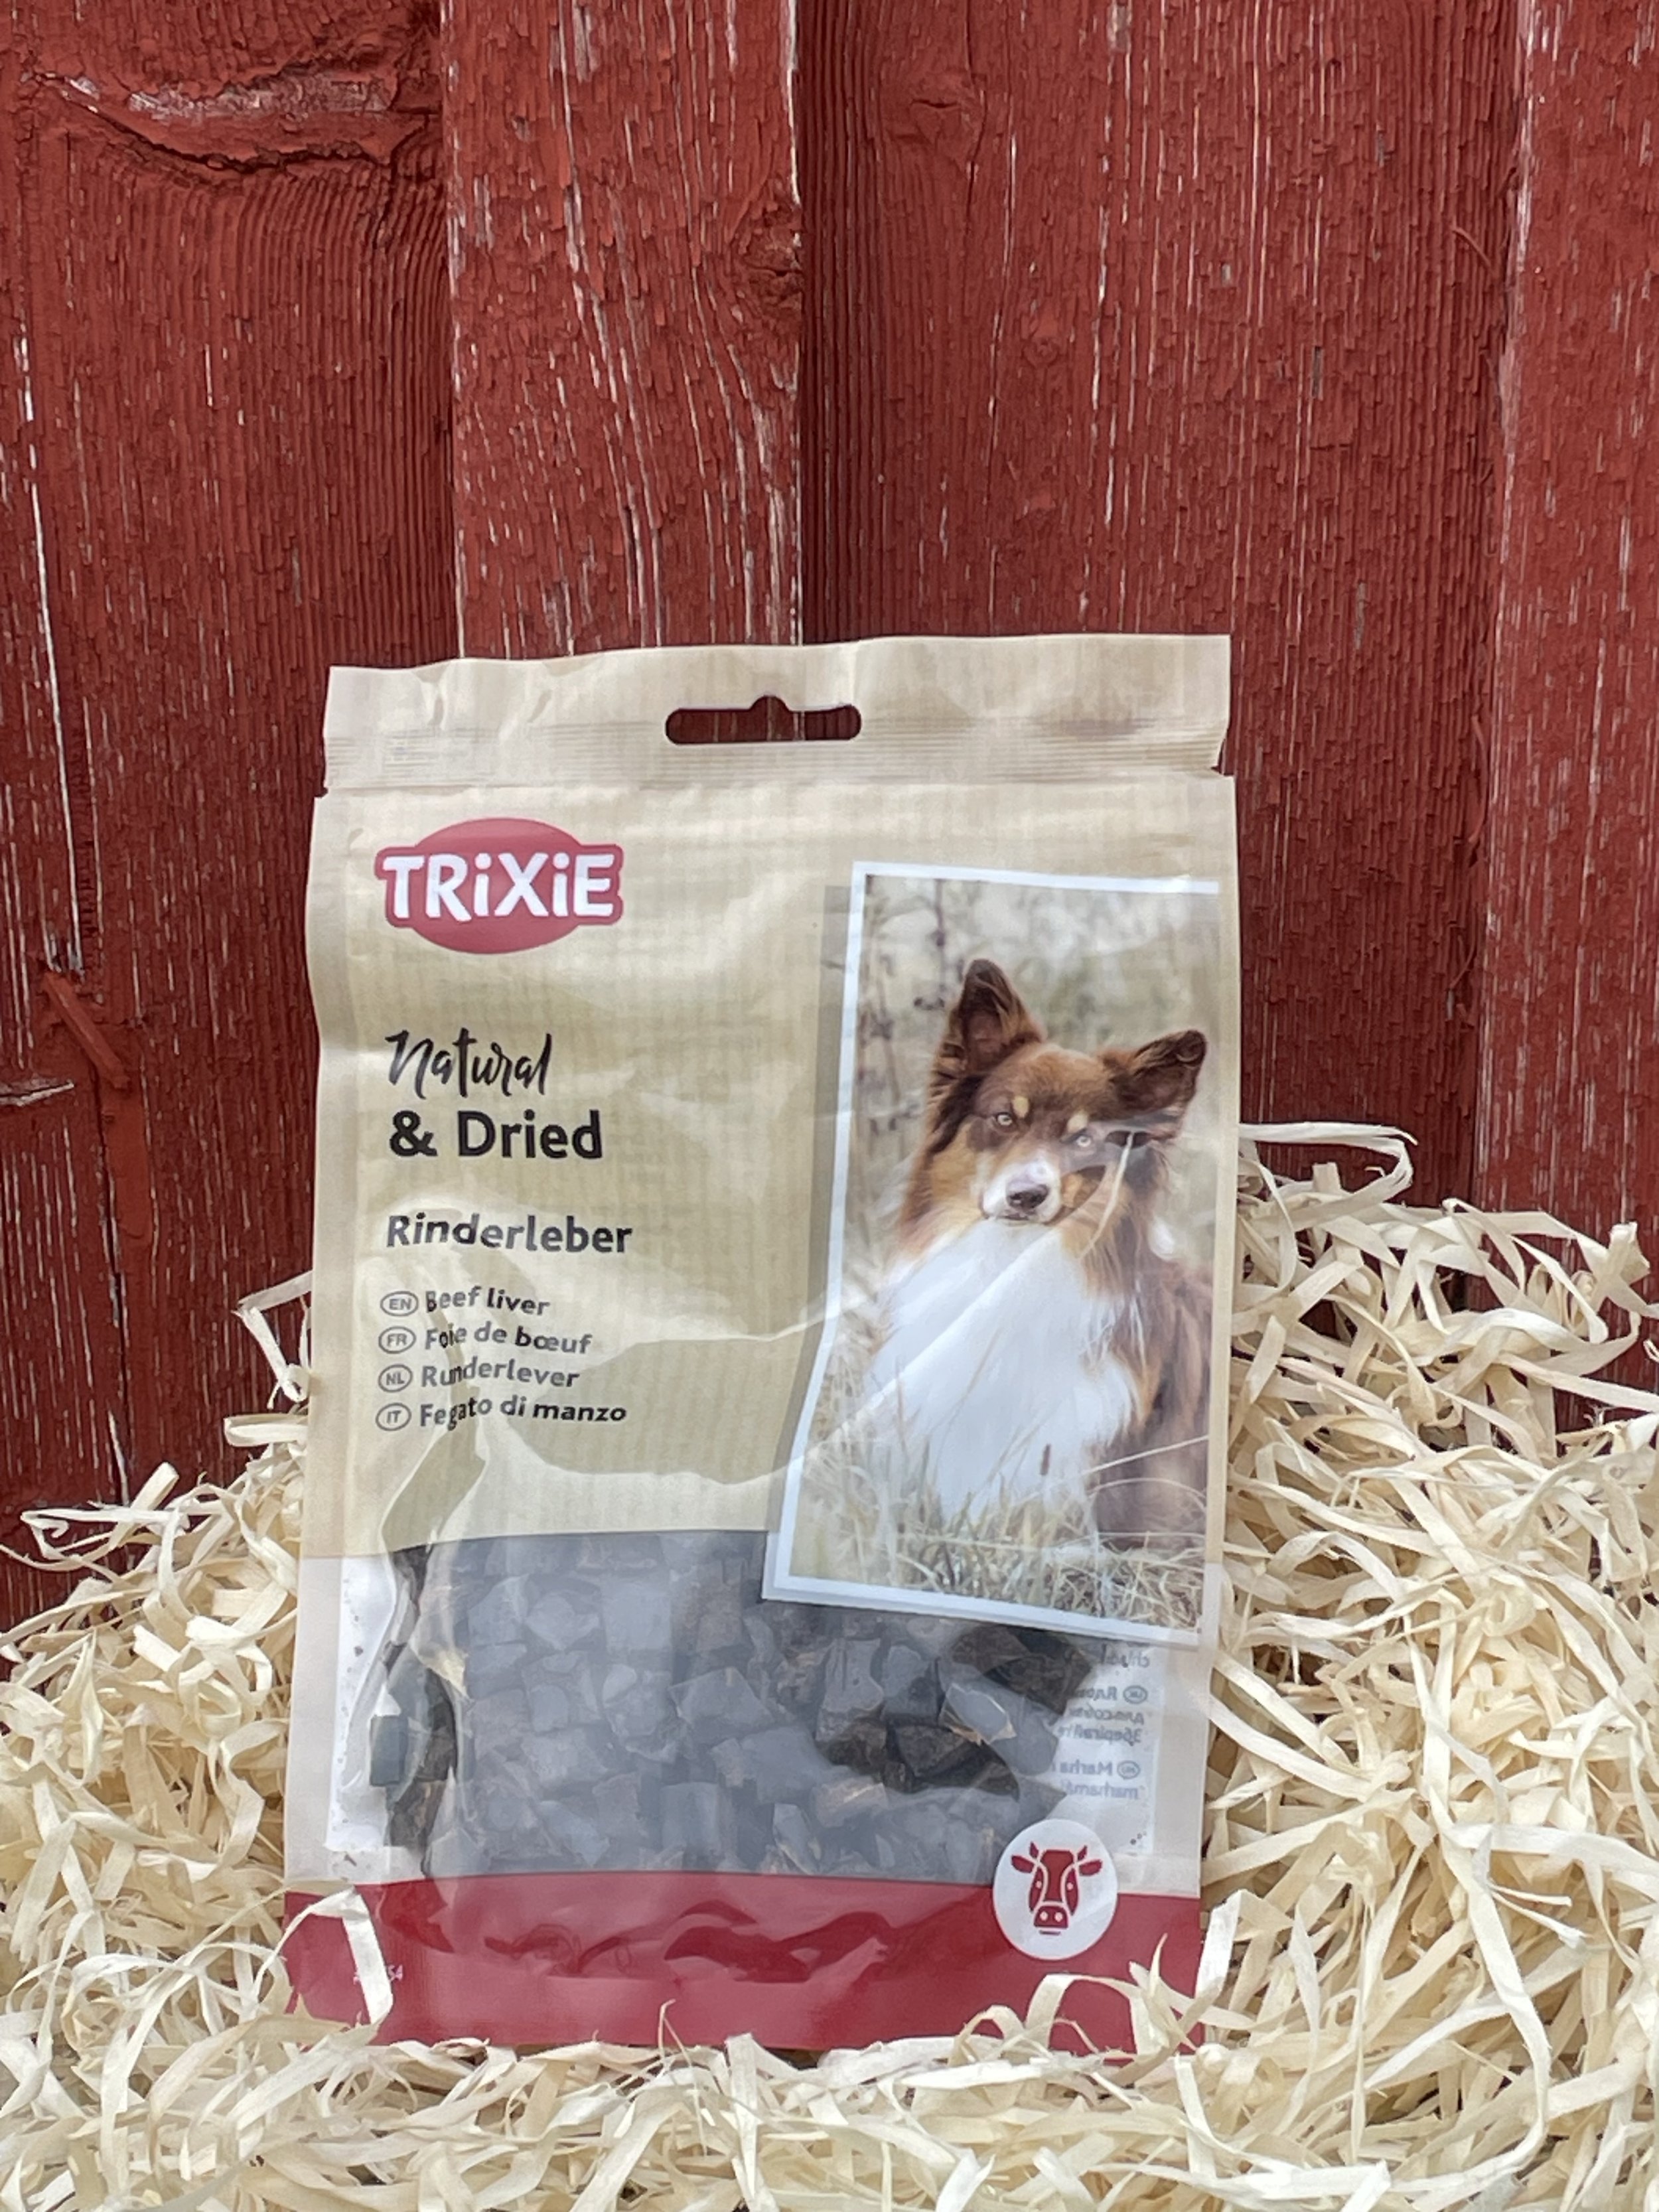 TRiXiE
Natural
& Dried
Rinderleber
EN Beef liver
FR Foie de bœuf
NL Runderlever
IT Fegato di manzo